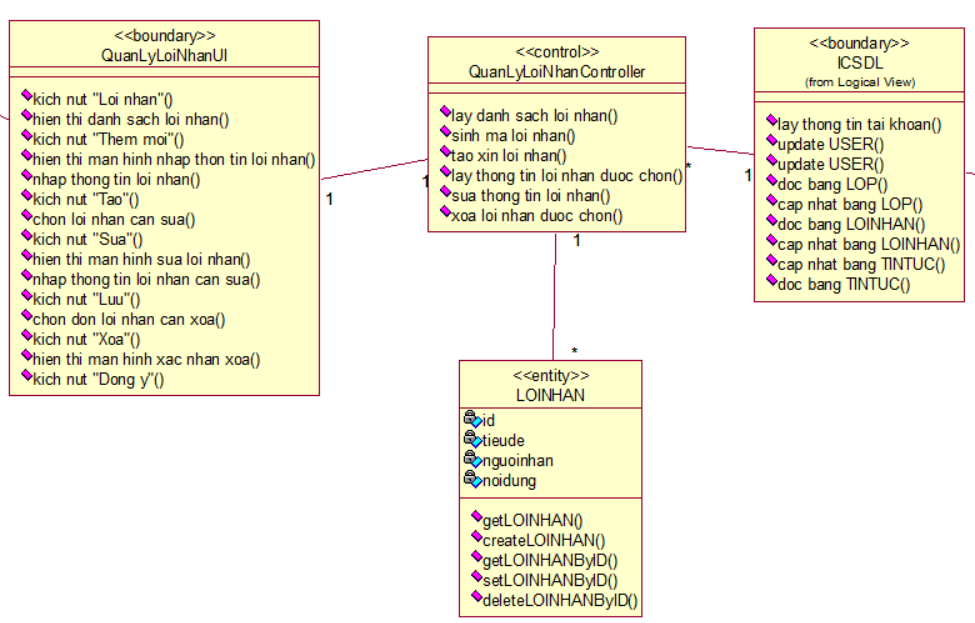 <<boundary>>
QuanLyLoiNhanUI
kich nut "Loi nhan"()
hien thi danh sach loi nhan()
kich nut "Them moi"()
hien thi man hinh nhap thon tin loi nhan()
nhap thong tin loi nhan()
kich nut "Tao"()
chon loi nhan can sua()
kich nut "Sua"()
hien thi man hinh sua loi nhan()
nhap thong tin loi nhan can sua()
kich nut "Luu"()
chon don loi nhan can xoa()
kich nut "Xoa"()
hien thi man hinh xac nhan xoa()
kich nut "Dong y"()
1
1
<<control>>
QuanLyLoiNhanController
lay danh sach loi nhan()
sinh ma loi nhan()
tao xin loi nhan()
lay thong tin loi nhan duoc chon()
sua thong tin loi nhan()
xoa loi nhan duoc chon()
*
1
<<boundary>>
ICSDL
(from Logical View)
lay thong tin tai khoan()
update USER()
update USER()
doc bang LOP()
cap nhat bang LOP()
doc bang LOINHAN()
cap nhat bang LOINHAN()
cap nhat bang TINTUC()
doc bang TINTUC()
1
*
<<entity>>
LOINHAN
id
tieude
nguoinhan
noidung
getLOINHAN()
createLOINHAN()
getLOINHANByID()
setLOINHANByID()
deleteLOINHANByID()